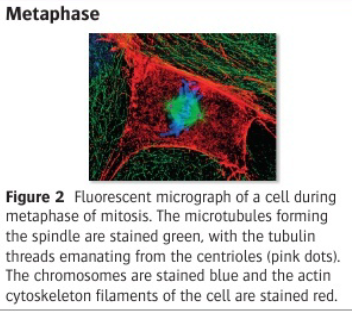 Metaphase
Figure 2 Fluorescent micrograph of a cell during
metaphase of mitosis. The microtubules forming
the spindle are stained green, with the tubulin
threads emanating from the centrioles (pink dots).
The chromosomes are stained blue and the actin
cytoskeleton filaments of the cell are stained red.